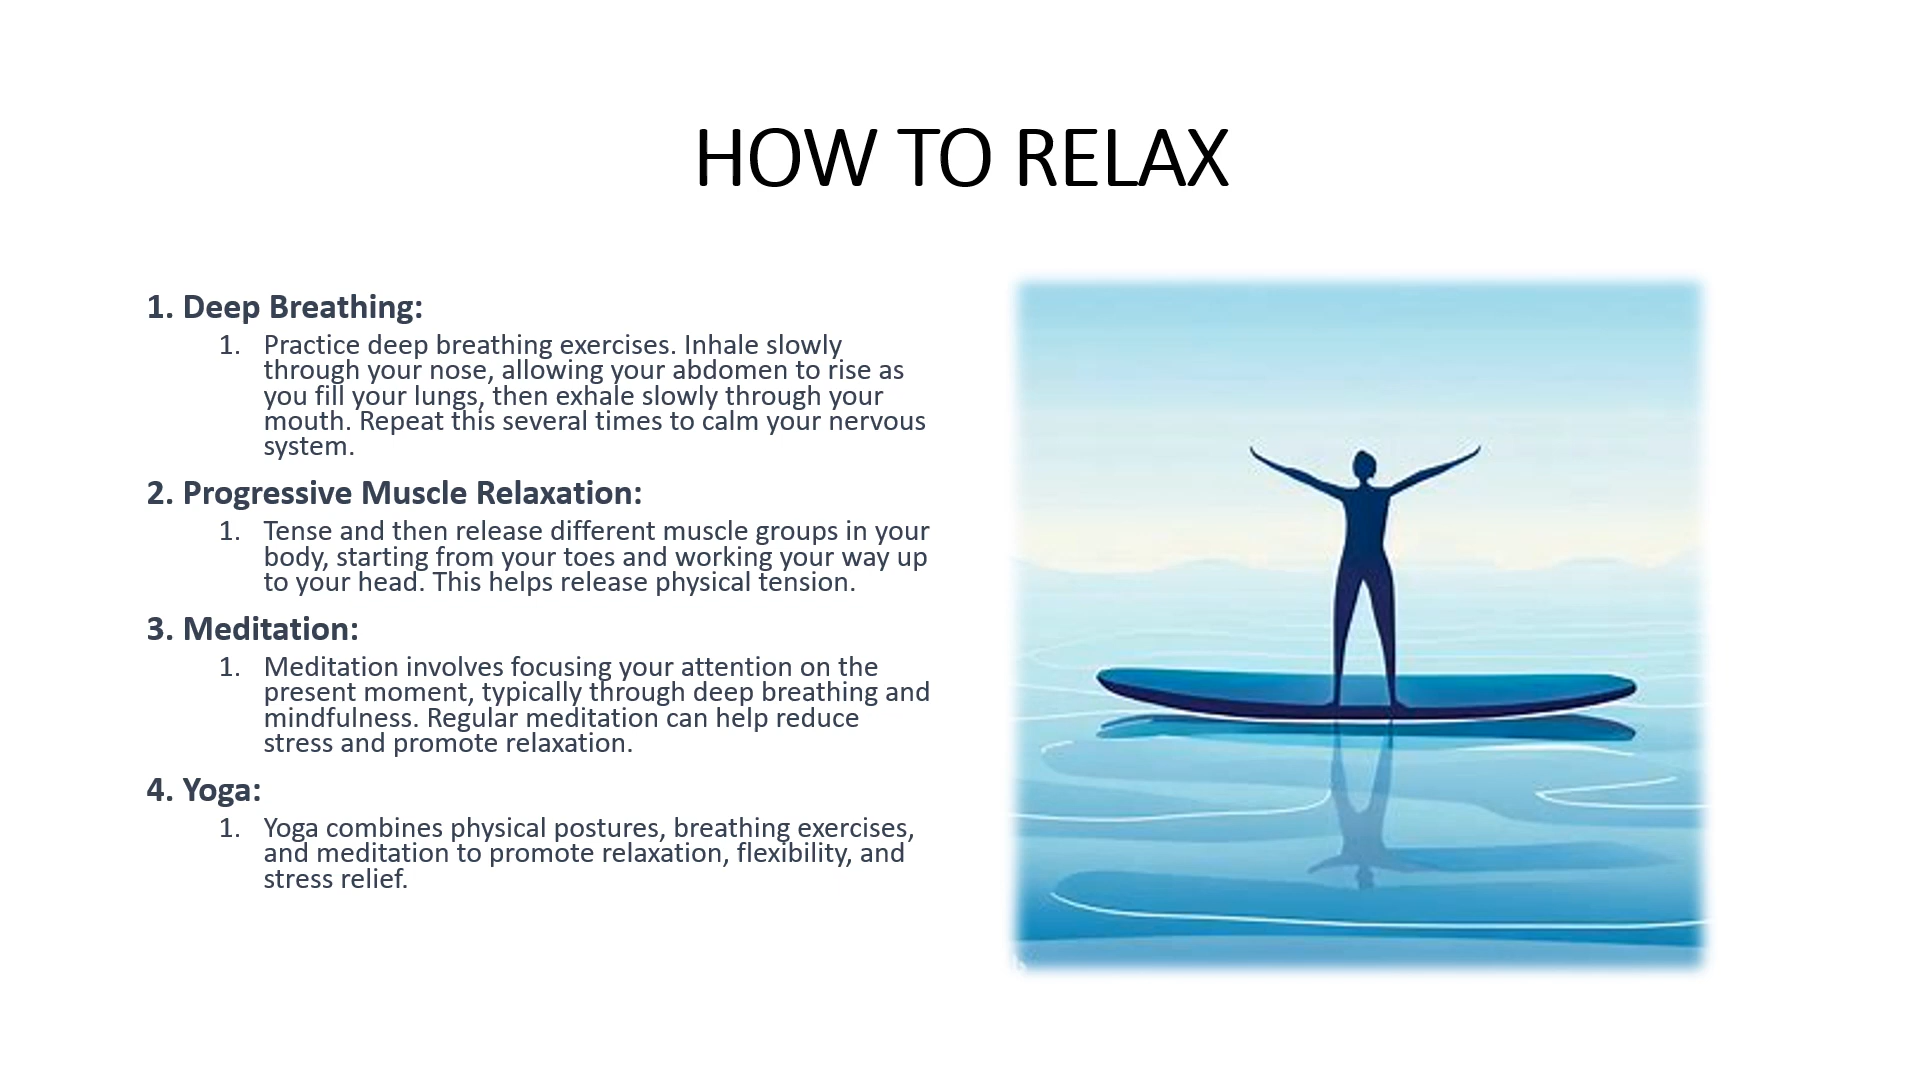 HOW TO RELAX
1. Deep Breathing:
1. Practice deep breathing exercises. Inhale slowly
through your nose, allowing your abdomen to rise as
you fill your lungs, then exhale slowly through your
mouth. Repeat this several times to calm your nervous
system.
2. Progressive Muscle Relaxation:
1. Tense and then release different muscle groups in your
body, starting from your toes and working your way up
to your head. This helps release physical tension.
3. Meditation:
1. Meditation involves focusing your attention on the
present moment, typically through deep breathing and
mindfulness. Regular meditation can help reduce
stress and promote relaxation.
4. Yoga:
1. Yoga combines physical postures, breathing exercises,
and meditation to promote relaxation, flexibility, and
stress relief.